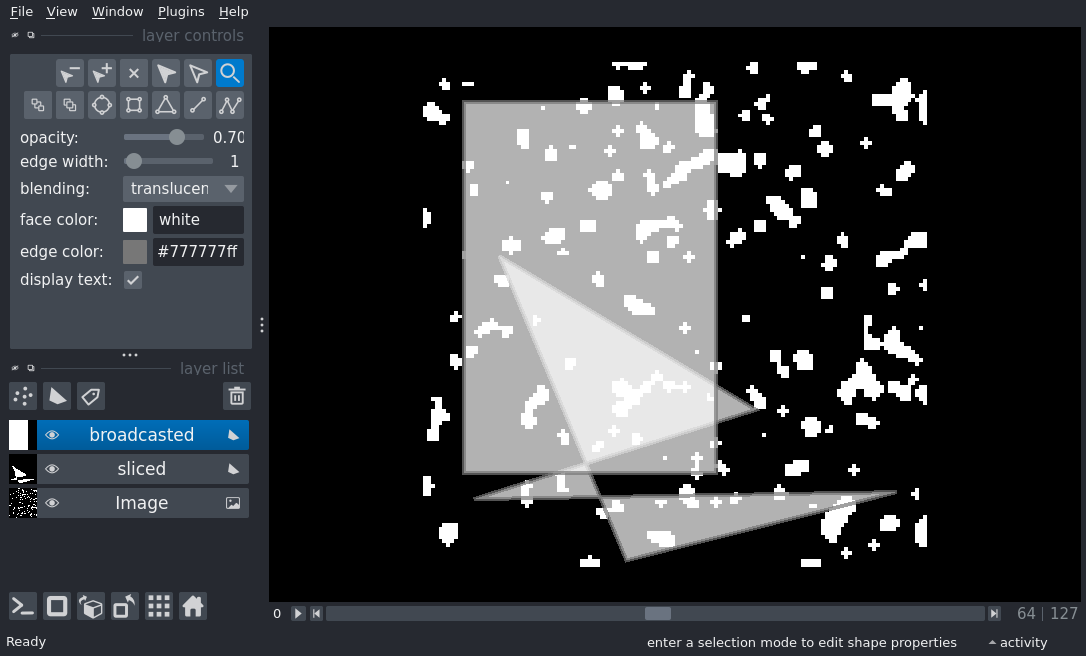 File View Window Plugins Help
layer controls
opacity: 0.70
edge width: 1
blending: translucen
face color: white
edge color: #777777ff
display text:
layer list
broadcasted
sliced
Image
0 64 | 127
Ready enter a selection mode to edit shape properties activity